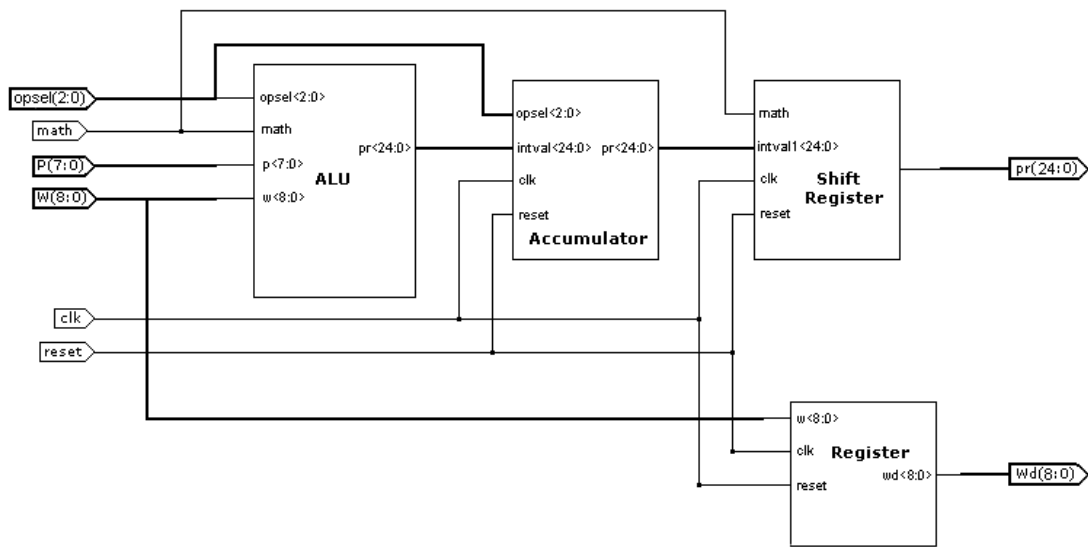 opsel(2:0)
math
P(7:0)
W(8:0)
clk
reset
opsel<2:0>
math
p<7:0>
w<8:0>
pr<24:0>
ALU
opsel<2:0>
intval<24:0>
pr<24:0>
clk
reset
Accumulator
math
intval1<24:0>
clk
reset
Shift
Register
pr(24:0)
w<8:0>
clk
reset
Register
wd<8:0>
Wd(8:0)